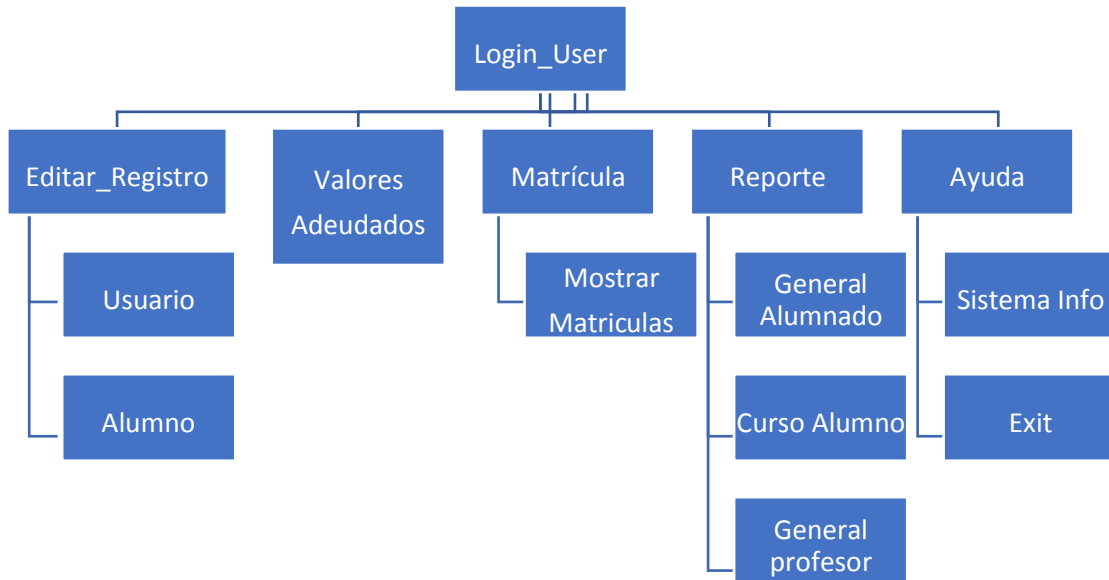 Login_User
Editar_Registro
Valores
Adeudados
Matrícula
Reporte
Ayuda
Usuario
Mostrar
Matriculas
General
Alumnado
Sistema Info
Alumno
Curso Alumno
Exit
General
profesor